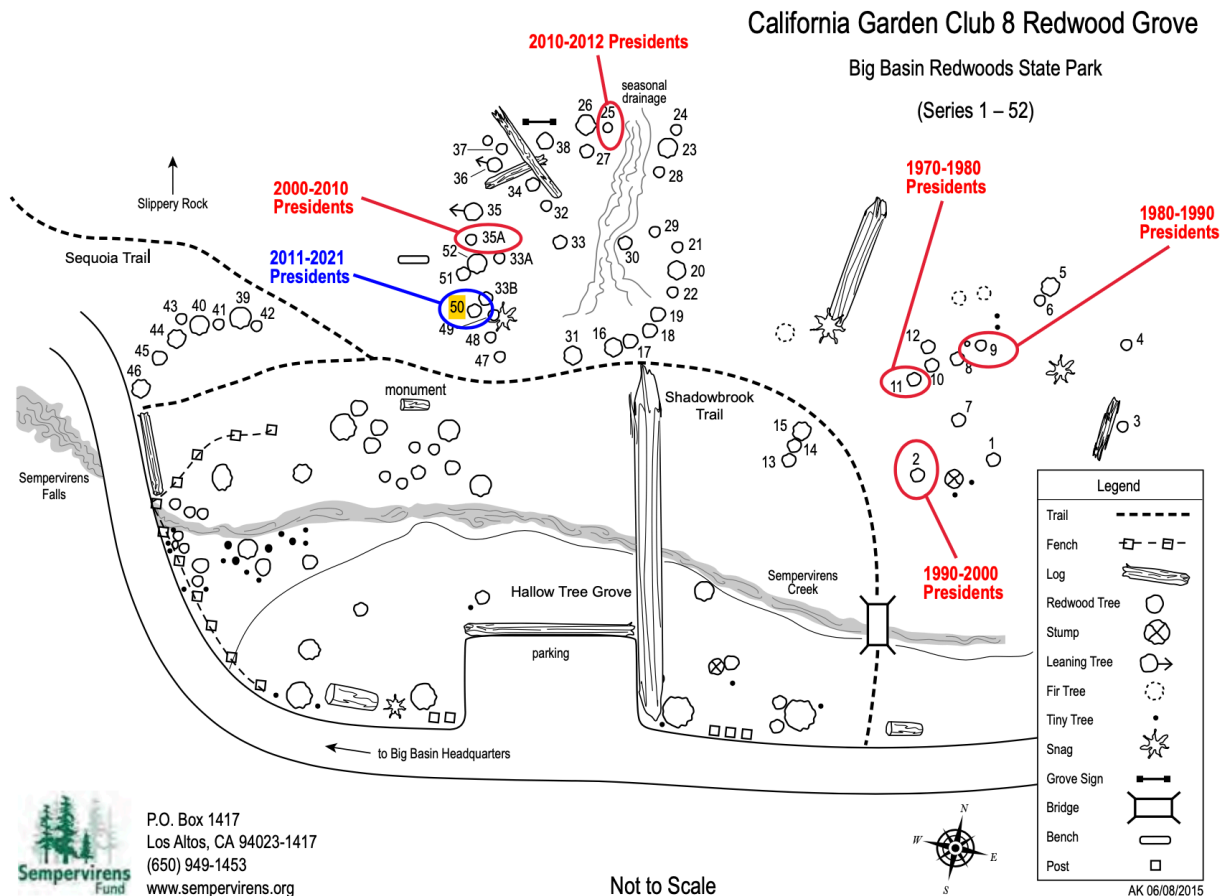 California Garden Club 8 Redwood Grove
Big Basin Redwoods State Park
(Series 1 – 52)
2010-2012 Presidents
seasonal
drainage
26
25
24
38
27
23
37
36
28
34
1970-1980
Presidents
Slippery Rock
2000-2010
Presidents
35
32
1980-1990
Presidents
35A
33
29
30
21
Sequoia Trail
2011-2021
Presidents
52
33A
51
20
5
6
22
33B
50
49
43
40
41
39
42
44
45
46
48
47
31
16
17
18
19
12
10
11
8
9
4
monument
Shadowbrook
Trail
7
3
15
14
13
2
1
Sempervirens
Falls
Legend
Trail
Fench
Log
Redwood Tree
Stump
Leaning Tree
Fir Tree
Tiny Tree
Snag
Grove Sign
Bridge
Bench
Post
1990-2000
Presidents
Sempervirens
Creek
Hallow Tree Grove
parking
to Big Basin Headquarters
N
W
E
S
Sempervirens
Fund
P.O. Box 1417
Los Altos, CA 94023-1417
(650) 949-1453
www.sempervirens.org
Not to Scale
AK 06/08/2015